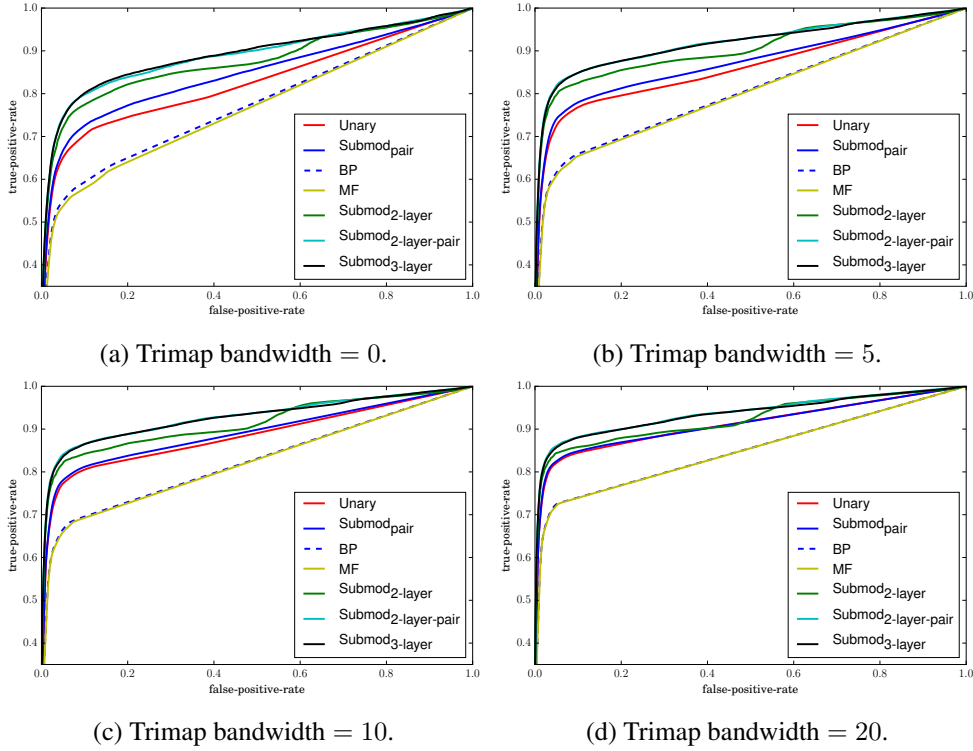 1.0
0.9
0.8
0.7
0.6
0.5
0.4
true-positive-rate
0.0 0.2 0.4 0.6 0.8 1.0
false-positive-rate
Unary
Submodpair
BP
MF
Submod2-layer
Submod2-layer-pair
Submod3-layer
(a) Trimap bandwidth = 0.
1.0
0.9
0.8
0.7
0.6
0.5
0.4
true-positive-rate
0.0 0.2 0.4 0.6 0.8 1.0
false-positive-rate
Unary
Submodpair
BP
MF
Submod2-layer
Submod2-layer-pair
Submod3-layer
(b) Trimap bandwidth = 5.
1.0
0.9
0.8
0.7
0.6
0.5
0.4
true-positive-rate
0.0 0.2 0.4 0.6 0.8 1.0
false-positive-rate
Unary
Submodpair
BP
MF
Submod2-layer
Submod2-layer-pair
Submod3-layer
(c) Trimap bandwidth = 10.
1.0
0.9
0.8
0.7
0.6
0.5
0.4
true-positive-rate
0.0 0.2 0.4 0.6 0.8 1.0
false-positive-rate
Unary
Submodpair
BP
MF
Submod2-layer
Submod2-layer-pair
Submod3-layer
(d) Trimap bandwidth = 20.